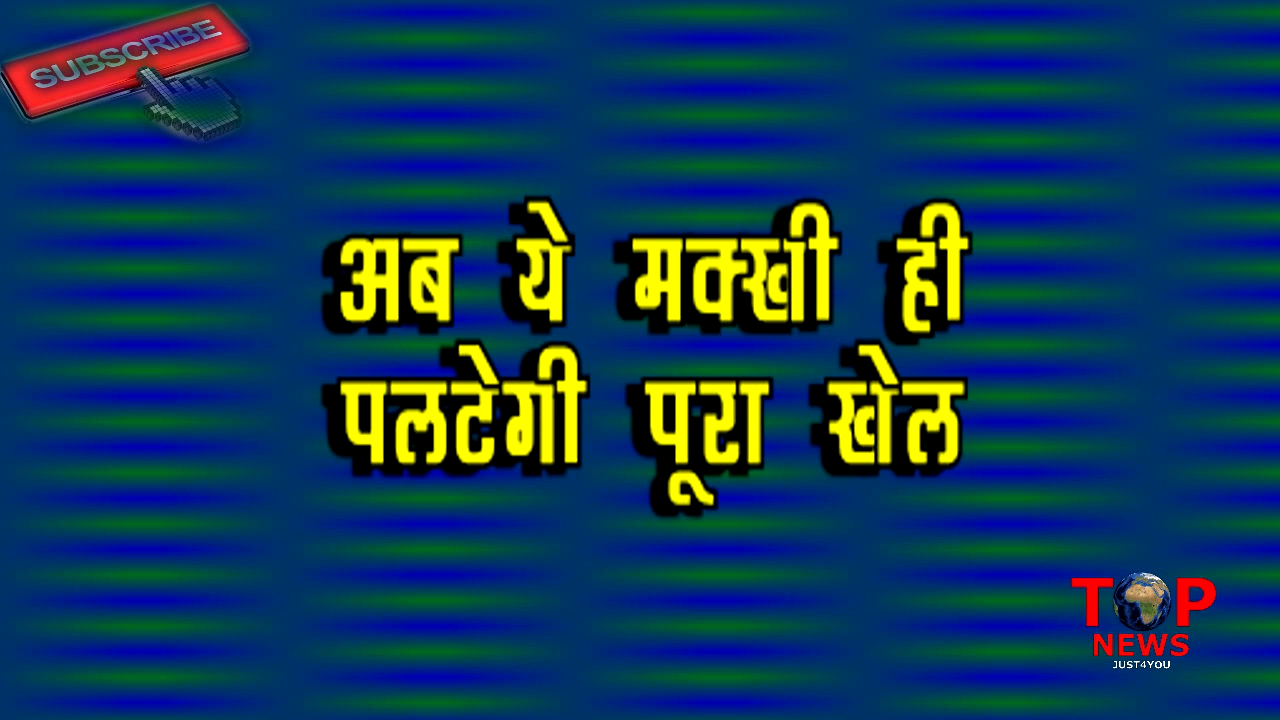 SUBSCRIBE
अब ये मक्खी ही
पलटेगी पूरा खेल
TOP
NEWS
JUST4YOU